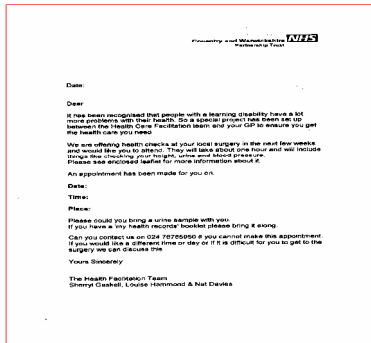 Coventry and Warwickshire NHS
Partnership Trust
Date:
Dear
It has been recognised that people with a learning disability have a lot
more problems with their health. So a special project has been set up
between the Health Care Facilitation team and your GP to ensure you get
the health care you need.
We are offering health checks at your local surgery in the next few weeks
and would like you to attend. They will take about one hour and will include
things like checking your height, urine and blood pressure.
Please see enclosed leaflet for more information about it.
An appointment has been made for you on.
Date:
Time:
Place:
Please could you bring a urine sample with you.
If you have a 'my health records' booklet please bring it along.
Can you contact us on 024 76785950 if you cannot make this appointment.
If you would like a different time or day or if it is difficult for you to get to the
surgery we can discuss this.
Yours Sincerely
The Health Facilitation Team
Sherryl Gaskell, Louise Hammond & Nat Davies